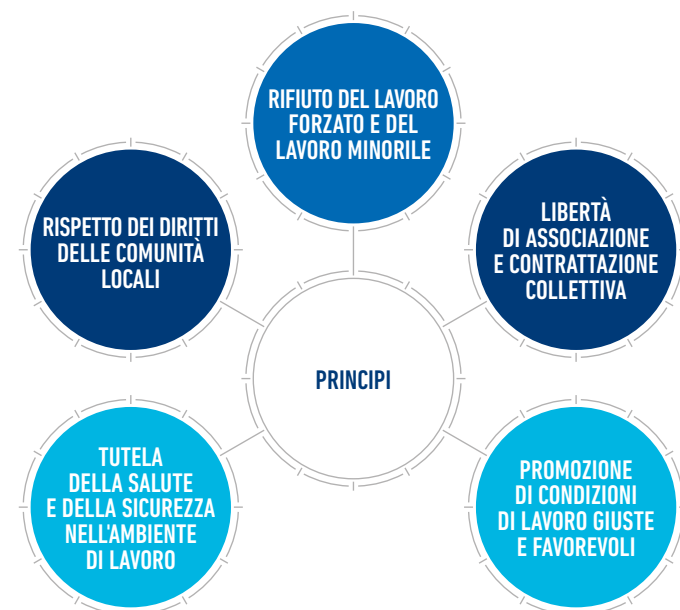 RIFIUTO DEL LAVORO
FORZATO E DEL
LAVORO MINORILE
RISPETTO DEI DIRITTI
DELLE COMUNITÀ
LOCALI
LIBERTÀ
DI ASSOCIAZIONE
E CONTRATTAZIONE
COLLETTIVA
PRINCIPI
TUTELA
DELLA SALUTE
E DELLA SICUREZZA
NELL'AMBIENTE
DI LAVORO
PROMOZIONE
DI CONDIZIONI
DI LAVORO GIUSTE
E FAVOREVOLI